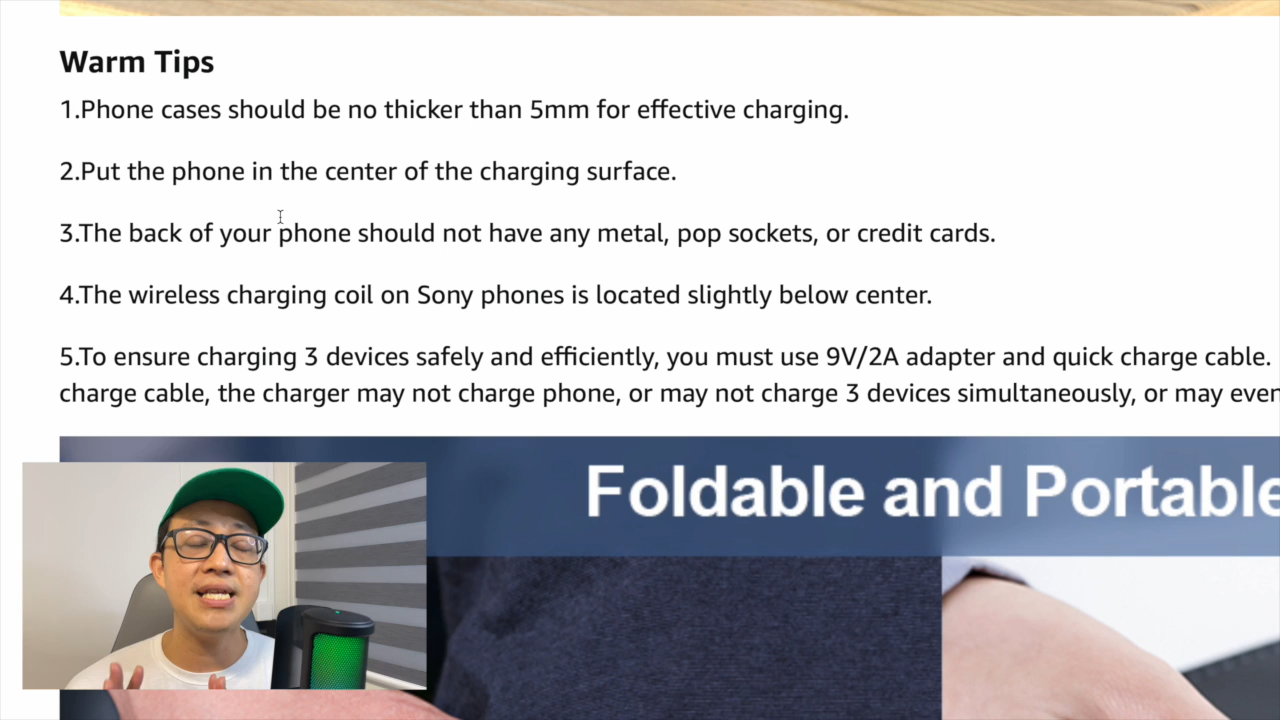 Warm Tips
1.Phone cases should be no thicker than 5mm for effective charging.
2.Put the phone in the center of the charging surface.
3.The back of your phone should not have any metal, pop sockets, or credit cards.
4.The wireless charging coil on Sony phones is located slightly below center.
5.To ensure charging 3 devices safely and efficiently, you must use 9V/2A adapter and quick charge cable.
charge cable, the charger may not charge phone, or may not charge 3 devices simultaneously, or may even
Foldable and Portable